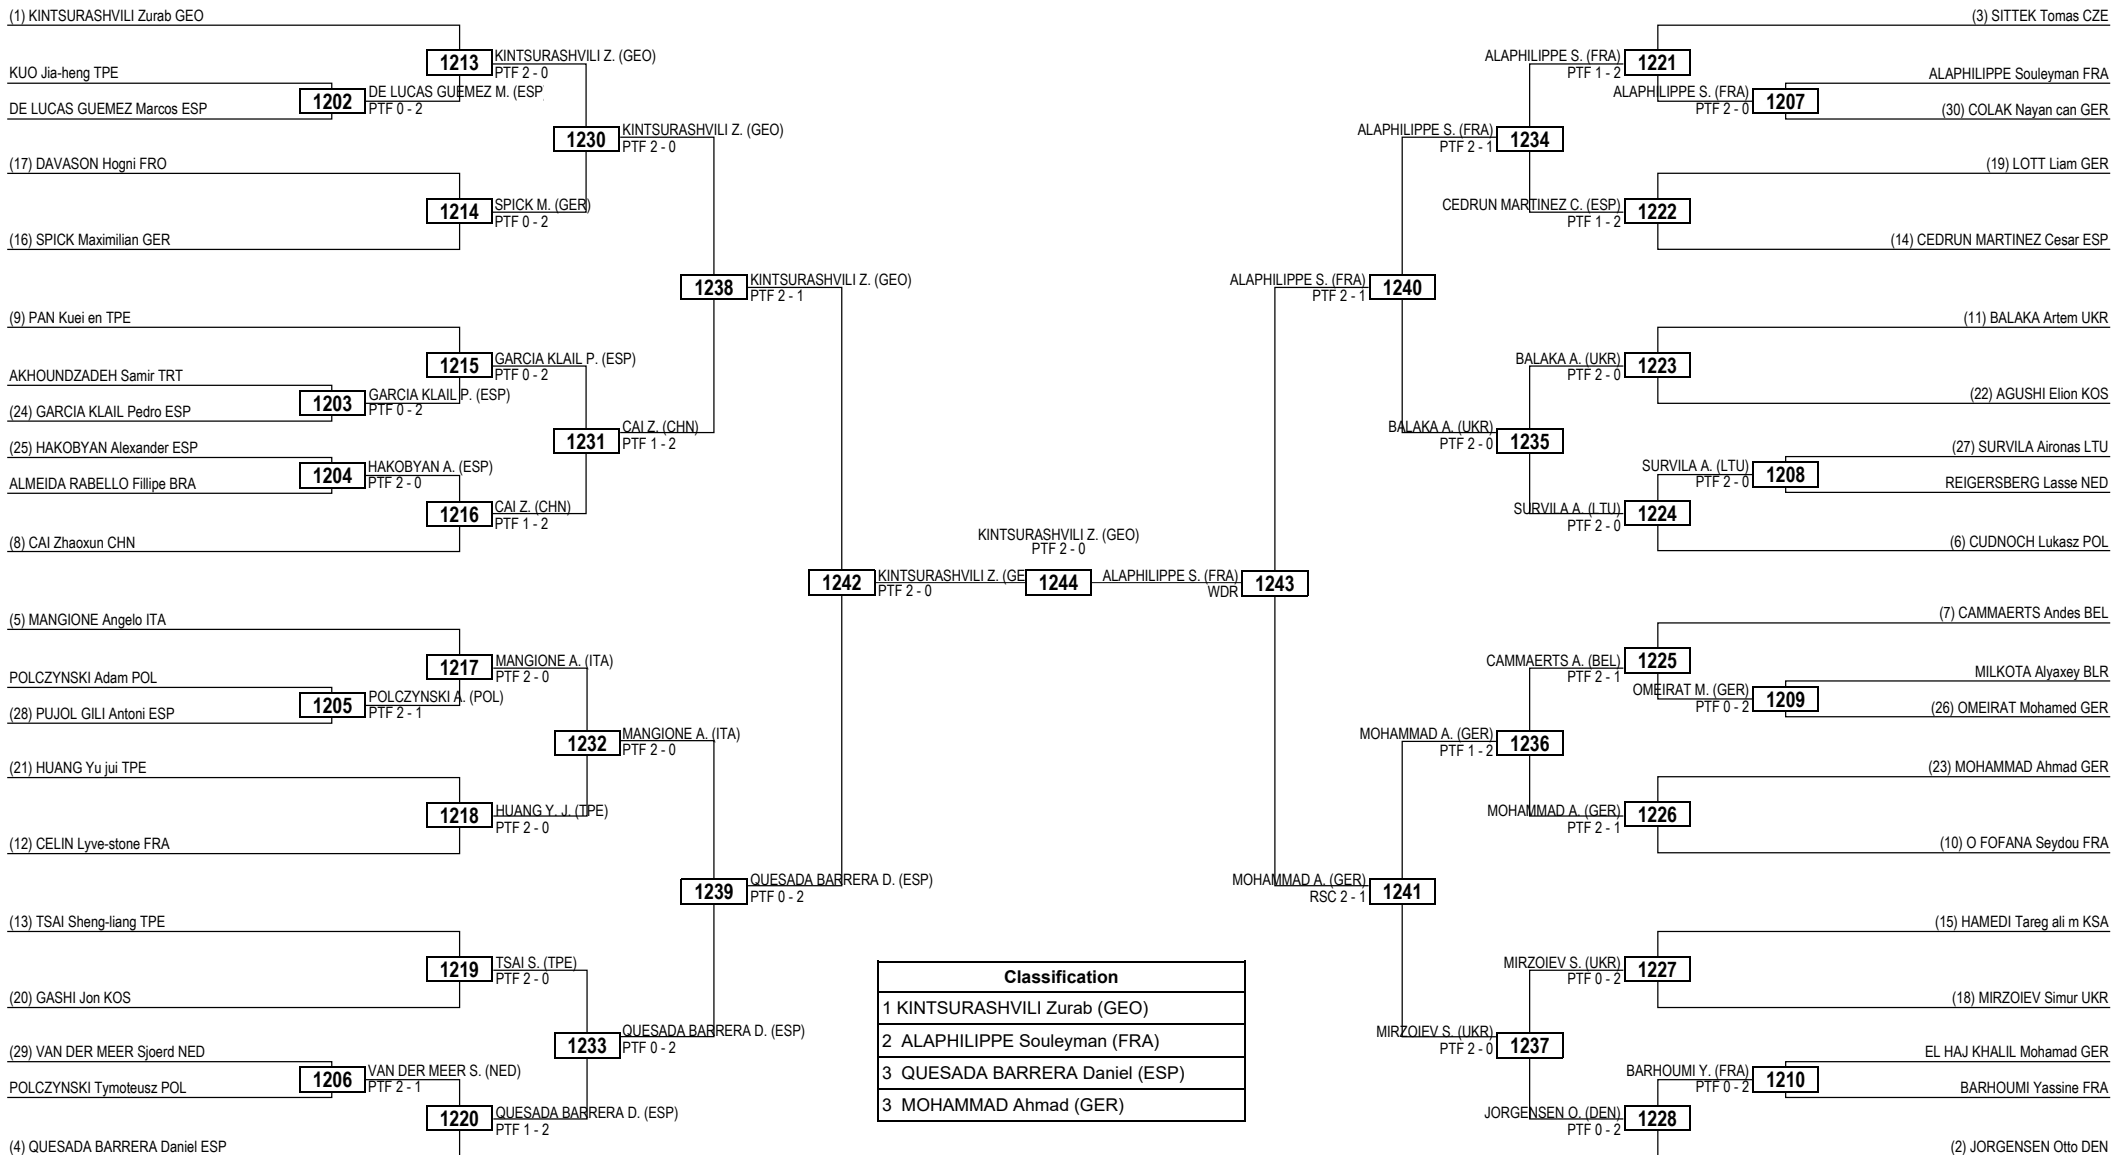 (1) KINTSURASHVILI Zurab GEO
1213
KINTSURASHVILI Z. (GEO)
PTF 2 - 0
KUO Jia-heng TPE
1202
DE LUCAS GUEMEZ M. (ESP
PTF 0 - 2
DE LUCAS GUEMEZ Marcos ESP
1230
KINTSURASHVILI Z. (GEO)
PTF 2 - 0
(17) DAVASON Hogni FRO
1214
SPICK M. (GER)
PTF 0 - 2
(16) SPICK Maximilian GER
1238
KINTSURASHVILI Z. (GEO)
PTF 2 - 1
(9) PAN Kuei en TPE
1215
GARCIA KLAIL P. (ESP)
PTF 0 - 2
AKHOUNDZADEH Samir TRT
1203
GARCIA KLAIL P. (ESP)
PTF 0 - 2
(24) GARCIA KLAIL Pedro ESP
1231
CAI Z. (CHN)
PTF 1 - 2
(25) HAKOBYAN Alexander ESP
1204
HAKOBYAN A. (ESP)
PTF 2 - 0
ALMEIDA RABELLO Fillipe BRA
1216
CAI Z. (CHN)
PTF 1 - 2
(8) CAI Zhaoxun CHN
1242
KINTSURASHVILI Z. (GE
PTF 2 - 0
(5) MANGIONE Angelo ITA
1217
MANGIONE A. (ITA)
PTF 2 - 0
POLCZYNSKI Adam POL
1205
POLCZYNSKI A. (POL)
PTF 2 - 1
(28) PUJOL GILI Antoni ESP
1232
MANGIONE A. (ITA)
PTF 2 - 0
(21) HUANG Yu jui TPE
1218
HUANG Y. J. (TPE)
PTF 2 - 0
(12) CELIN Lyve-stone FRA
1239
QUESADA BARRERA D. (ESP)
PTF 0 - 2
(13) TSAI Sheng-liang TPE
1219
TSAI S. (TPE)
PTF 2 - 0
(20) GASHI Jon KOS
1233
QUESADA BARRERA D. (ESP)
PTF 0 - 2
(29) VAN DER MEER Sjoerd NED
1206
VAN DER MEER S. (NED)
PTF 2 - 1
POLCZYNSKI Tymoteusz POL
1220
QUESADA BARRERA D. (ESP)
PTF 1 - 2
(4) QUESADA BARRERA Daniel ESP
KINTSURASHVILI Z. (GEO)
PTF 2 - 0
1244
(3) SITTEK Tomas CZE
ALAPHILIPPE S. (FRA)
PTF 1 - 2
1221
ALAPHILIPPE Souleyman FRA
ALAPHILIPPE S. (FRA)
PTF 2 - 0
1207
(30) COLAK Nayan can GER
ALAPHILIPPE S. (FRA)
PTF 2 - 1
1234
(19) LOTT Liam GER
CEDRUN MARTINEZ C. (ESP)
PTF 1 - 2
1222
(14) CEDRUN MARTINEZ Cesar ESP
ALAPHILIPPE S. (FRA)
PTF 2 - 1
1240
(11) BALAKA Artem UKR
BALAKA A. (UKR)
PTF 2 - 0
1223
(22) AGUSHI Elion KOS
BALAKA A. (UKR)
PTF 2 - 0
1235
(27) SURVILA Aironas LTU
SURVILA A. (LTU)
PTF 2 - 0
1208
REIGERSBERG Lasse NED
SURVILA A. (LTU)
PTF 2 - 0
1224
(6) CUDNOCH Lukasz POL
ALAPHILIPPE S. (FRA)
WDR
1243
(7) CAMMAERTS Andes BEL
CAMMAERTS A. (BEL)
PTF 2 - 1
1225
MILKOTA Alyaxey BLR
OMEIRAT M. (GER)
PTF 0 - 2
1209
(26) OMEIRAT Mohamed GER
MOHAMMAD A. (GER)
PTF 1 - 2
1236
(23) MOHAMMAD Ahmad GER
MOHAMMAD A. (GER)
PTF 2 - 1
1226
(10) O FOFANA Seydou FRA
MOHAMMAD A. (GER)
RSC 2 - 1
1241
(15) HAMEDI Tareg ali m KSA
MIRZOIEV S. (UKR)
PTF 0 - 2
1227
(18) MIRZOIEV Simur UKR
MIRZOIEV S. (UKR)
PTF 2 - 0
1237
EL HAJ KHALIL Mohamad GER
BARHOUMI Y. (FRA)
PTF 0 - 2
1210
BARHOUMI Yassine FRA
JORGENSEN O. (DEN)
PTF 0 - 2
1228
(2) JORGENSEN Otto DEN
Classification
1 KINTSURASHVILI Zurab (GEO)
2 ALAPHILIPPE Souleyman (FRA)
3 QUESADA BARRERA Daniel (ESP)
3 MOHAMMAD Ahmad (GER)